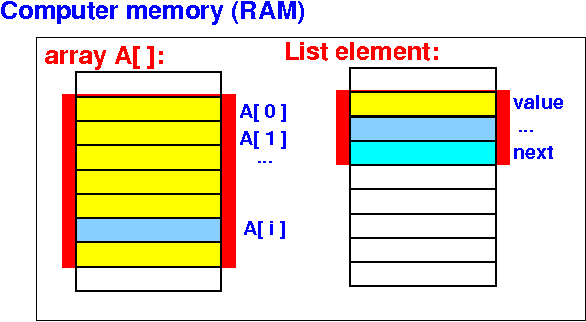 Computer memory (RAM)
array A[ ]:
List element:
A[ 0 ]
A[ 1 ]
...
A[ i ]
value
...
next